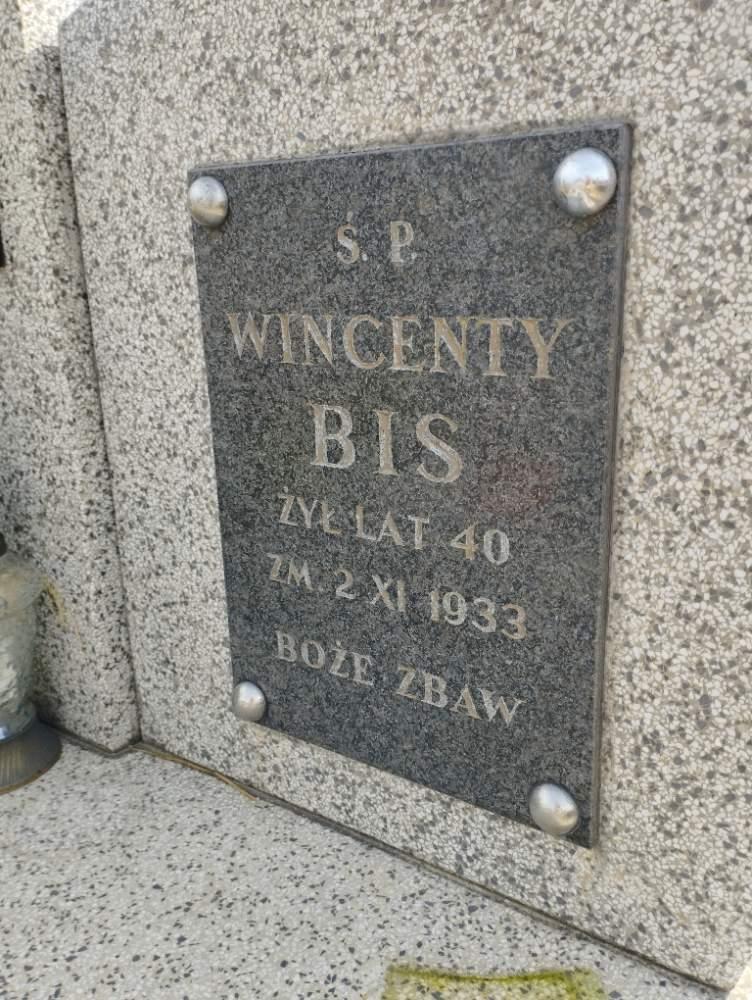 Ś. P.
WINCENTY
BIS
ŻYŁ LAT 40
ZM. 2 XI 1933
BOŻE ZBAW